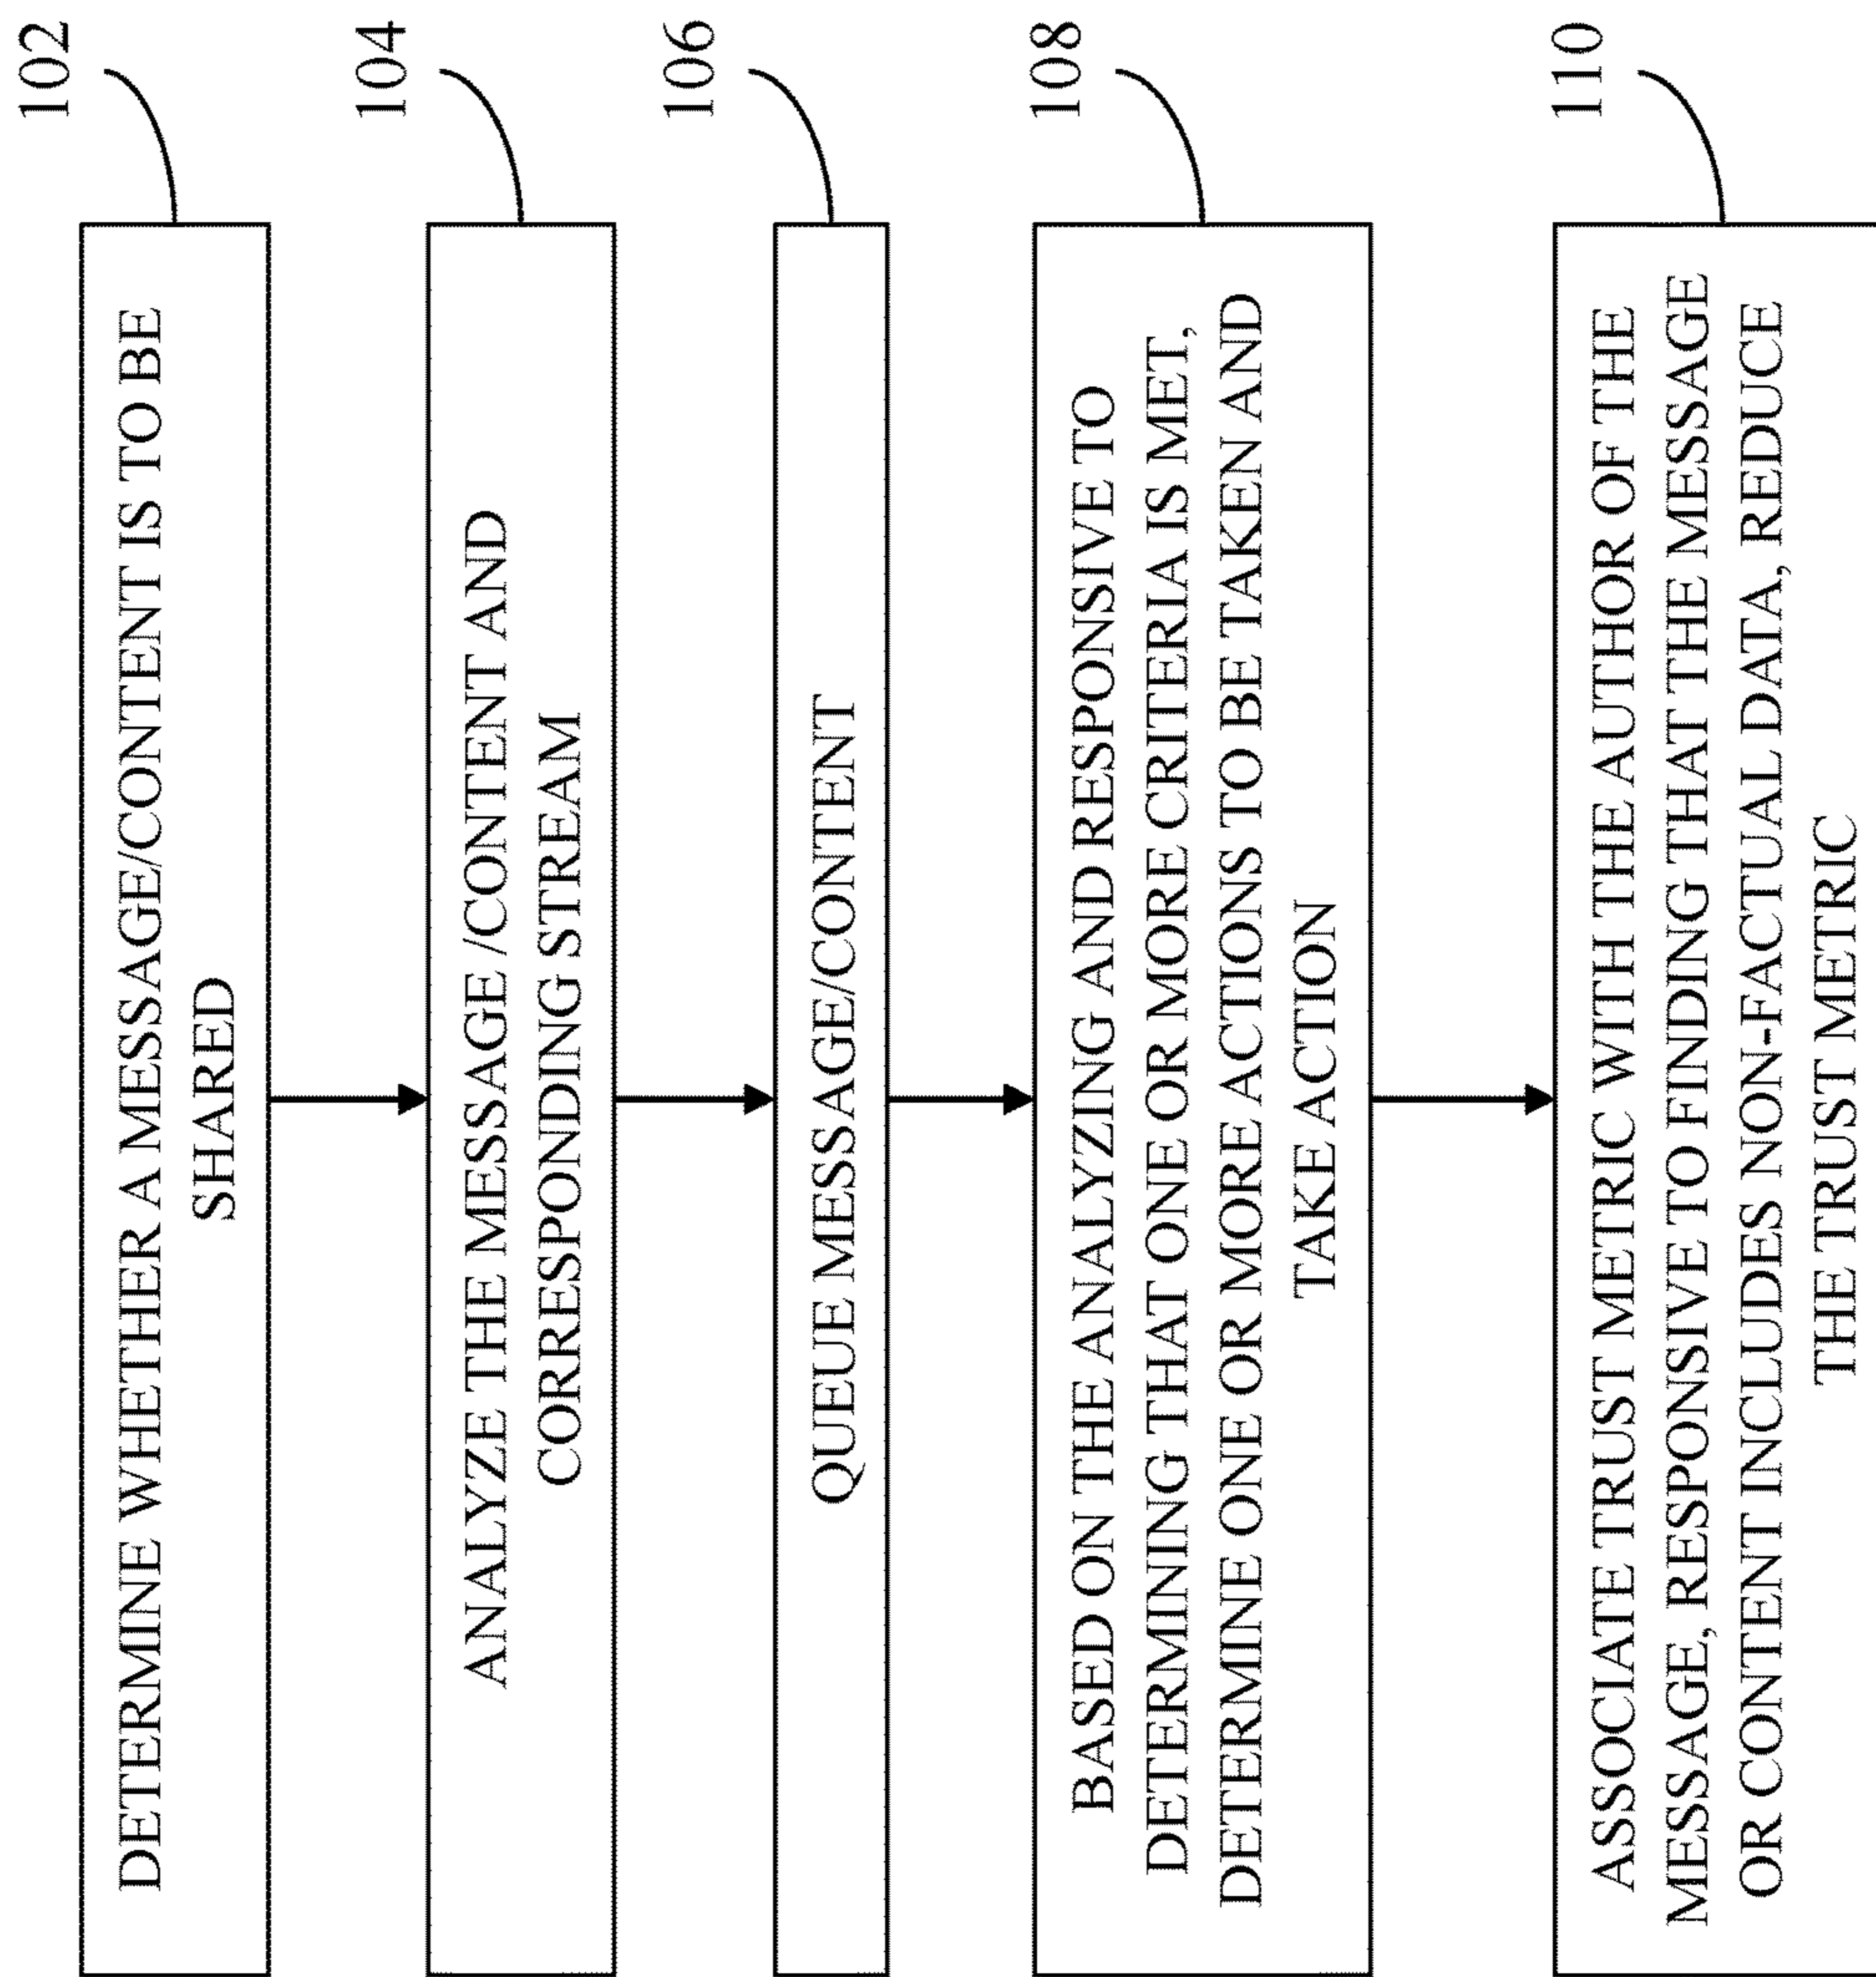 102
DETERMINE WHETHER A MESSAGE/CONTENT IS TO BE
SHARED
104
ANALYZE THE MESSAGE /CONTENT AND
CORRESPONDING STREAM
106
QUEUE MESSAGE/CONTENT
108
BASED ON THE ANALYZING AND RESPONSIVE TO
DETERMINING THAT ONE OR MORE CRITERIA IS MET,
DETERMINE ONE OR MORE ACTIONS TO BE TAKEN AND
TAKE ACTION
110
ASSOCIATE TRUST METRIC WITH THE AUTHOR OF THE
MESSAGE, RESPONSIVE TO FINDING THAT THE MESSAGE
OR CONTENT INCLUDES NON-FACTUAL DATA, REDUCE
THE TRUST METRIC